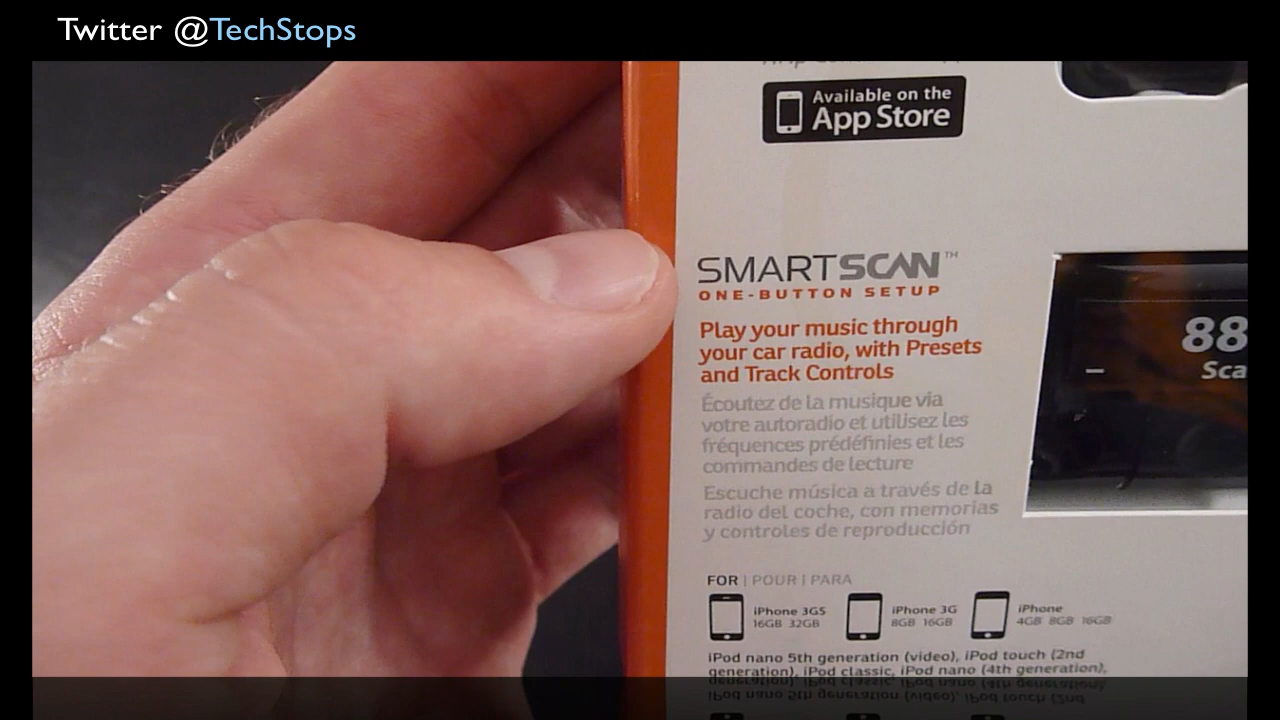 Twitter @TechStops
Available on the
App Store
SMARTSCAN™
ONE-BUTTON SETUP
Play your music through
your car radio, with Presets
and Track Controls
Écoutez de la musique via
votre autoradio et utilisez les
fréquences prédéfinies et les
commandes de lecture
Escuche música a través de la
radio del coche, con memorias
y controles de reproducción
88
Sca
FOR | POUR | PARA
iPhone 3GS
16GB 32GB
iPhone 3G
8GB 16GB
iPhone
4GB 8GB 16GB
iPod nano 5th generation (video), iPod touch (2nd
generation), iPod classic, iPod nano (4th generation),